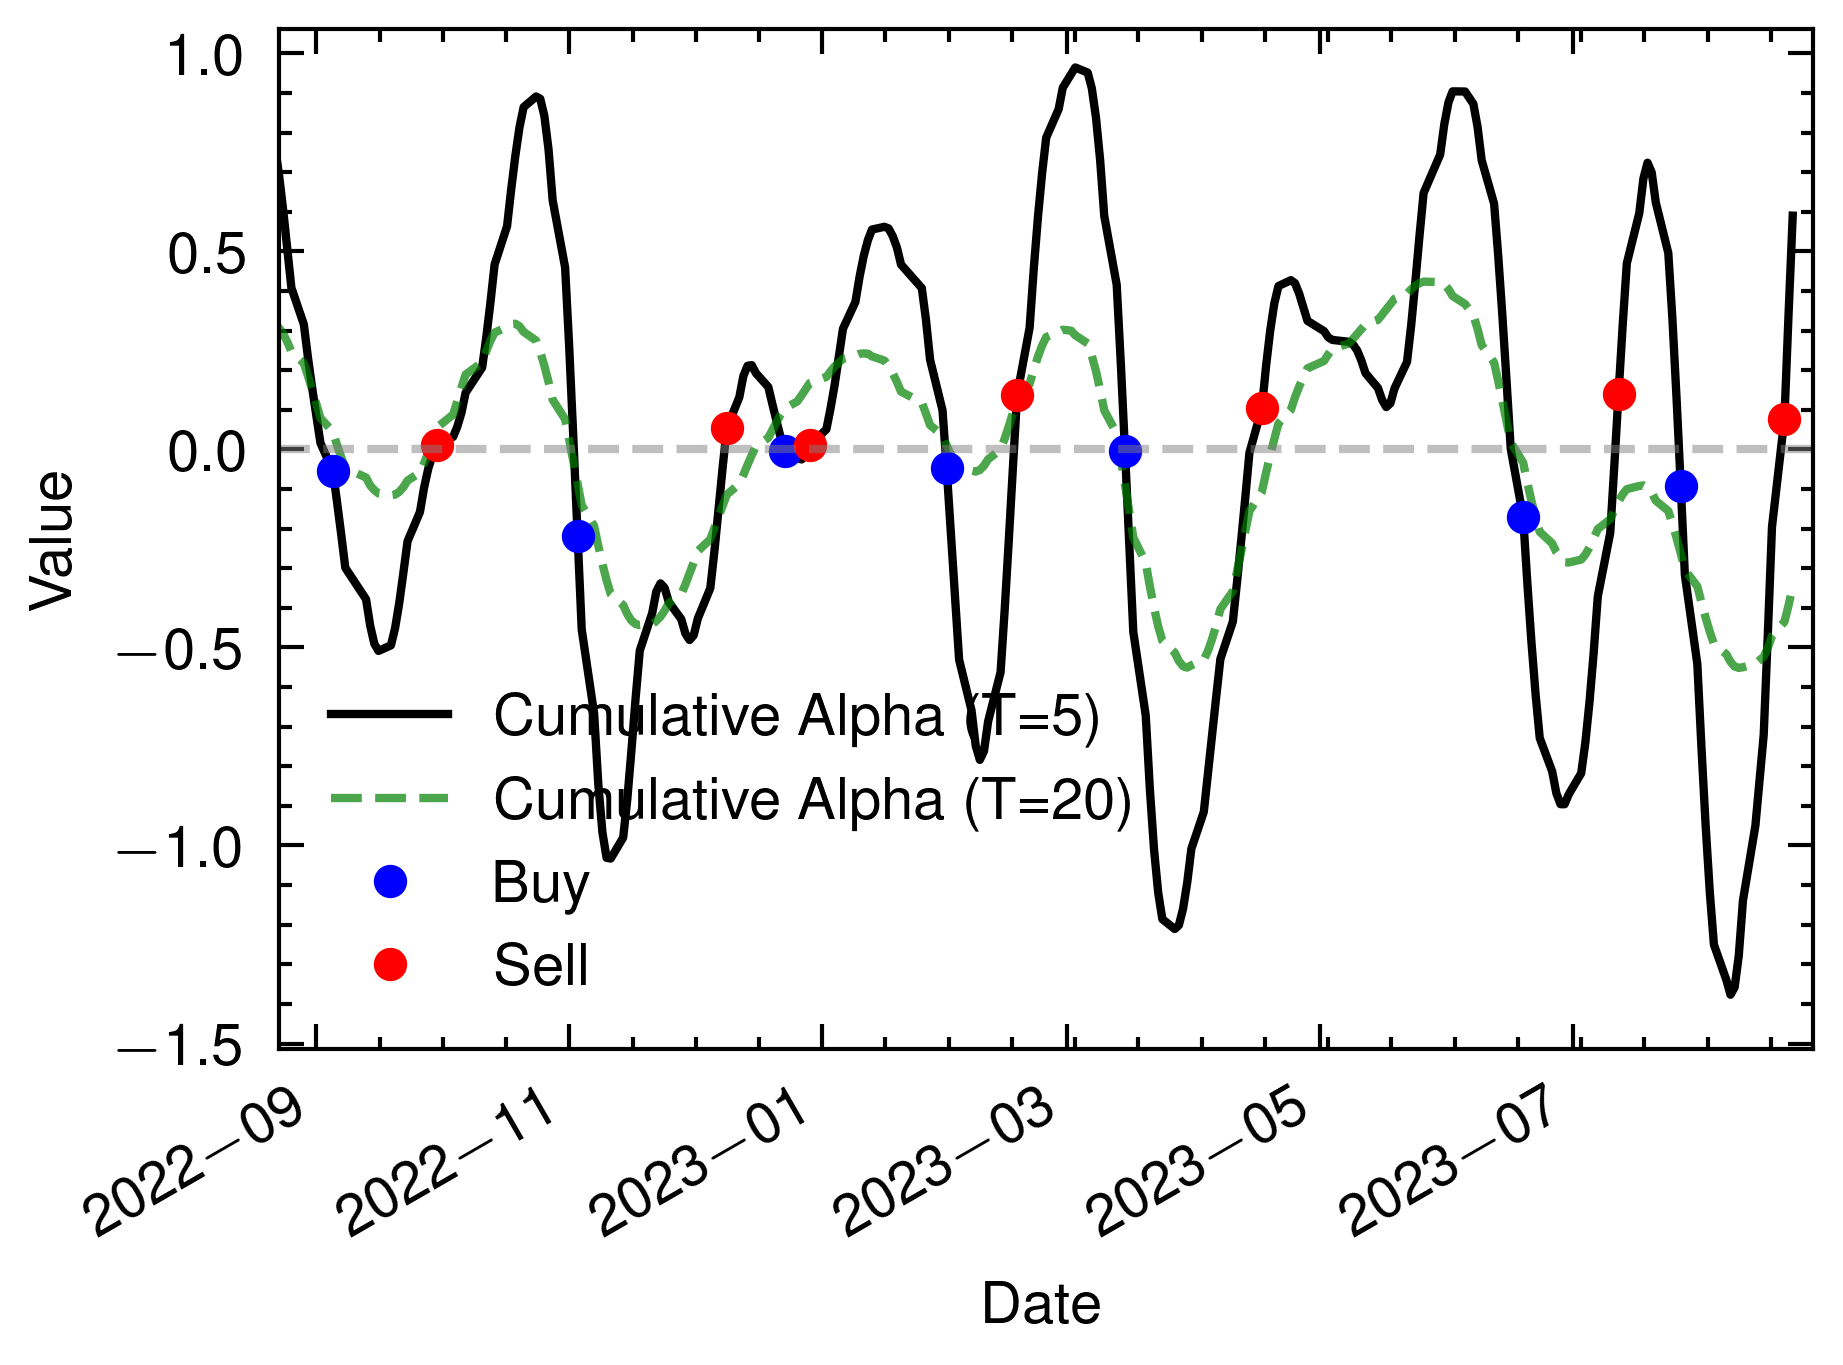 1.0
0.5
0.0
−0.5
−1.0
−1.5
Value
Cumulative Alpha (T=5)
Cumulative Alpha (T=20)
Buy
Sell
2022−09
2022−11
2023−01
2023−03
2023−05
2023−07
Date